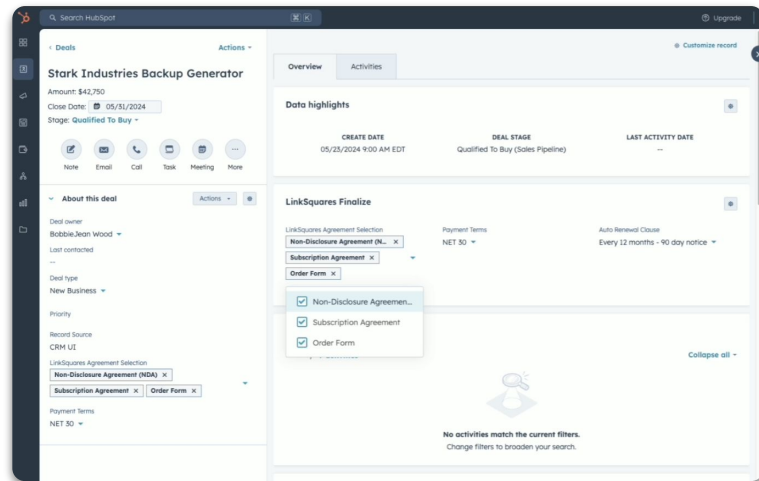 Search HubSpot
⌘ K
Upgrade
‹ Deals
Actions
Stark Industries Backup Generator
Amount: $42,750
Close Date: 05/31/2024
Stage: Qualified To Buy
Note Email Call Task Meeting More
About this deal
Actions
Deal owner
BobbieJean Wood
Last contacted
--
Deal type
New Business
Priority
Record Source
CRM UI
LinkSquares Agreement Selection
Non-Disclosure Agreement (NDA) ×
Subscription Agreement × Order Form ×
Payment Terms
NET 30
Customize record
Overview Activities
Data highlights
CREATE DATE DEAL STAGE LAST ACTIVITY DATE
05/23/2024 9:00 AM EDT Qualified To Buy (Sales Pipeline) --
LinkSquares Finalize
LinkSquares Agreement Selection Payment Terms Auto Renewal Clause
Non-Disclosure Agreement (N... × NET 30 Every 12 months - 90 day notice
Subscription Agreement ×
Order Form ×
Non-Disclosure Agreemen...
Subscription Agreement
Order Form
Collapse all
No activities match the current filters.
Change filters to broaden your search.